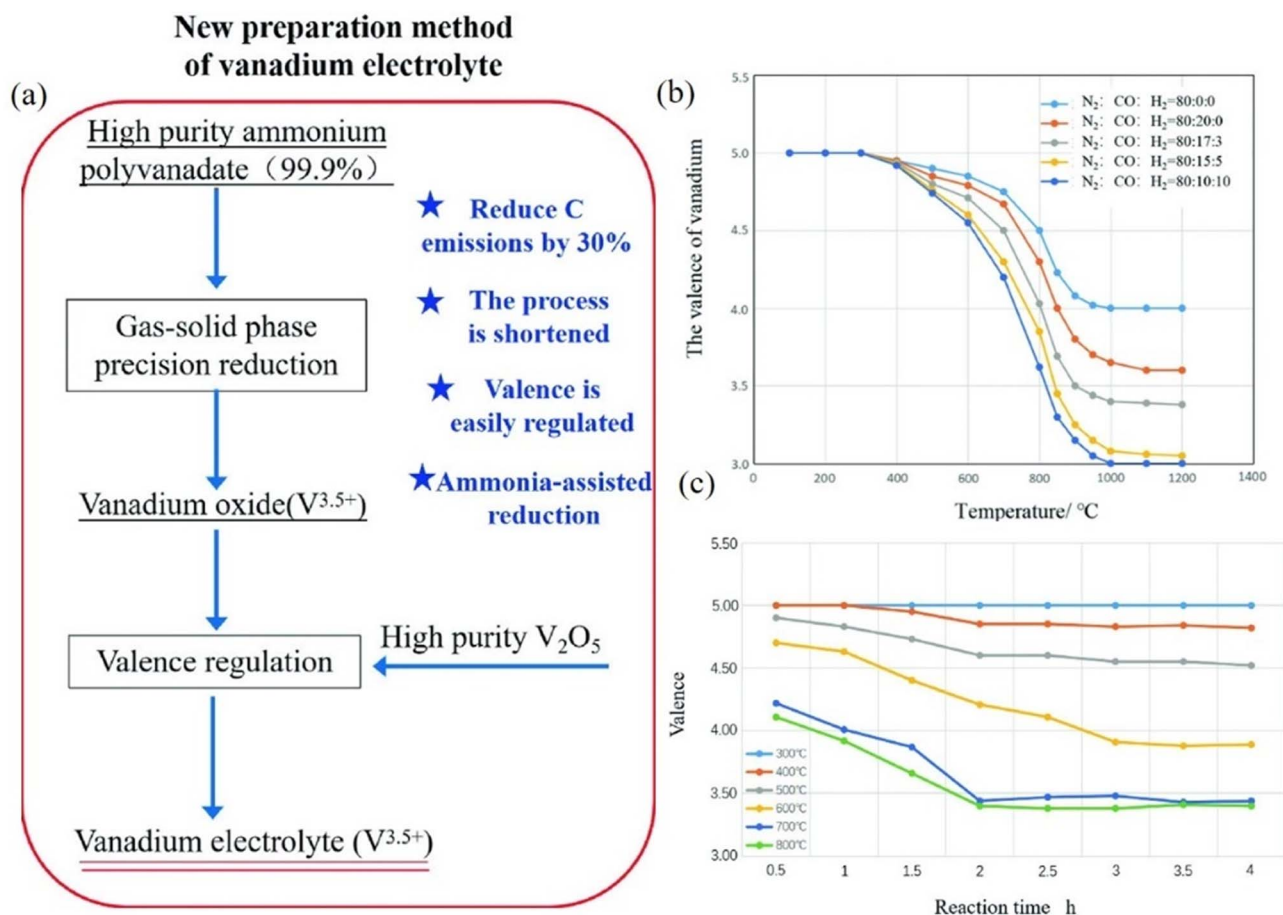 New preparation method
of vanadium electrolyte
(a)
High purity ammonium
polyvanadate (99.9%)
Gas-solid phase
precision reduction
Vanadium oxide(V3.5+)
Valence regulation
High purity V2O5
Vanadium electrolyte (V3.5+)
★ Reduce C
emissions by 30%
★ The process
is shortened
★ Valence is
easily regulated
★ Ammonia-assisted
reduction
(b)
The valence of vanadium
5.5
5.0
4.5
4.0
3.5
3.0
0 200 400 600 800 1000 1200 1400
Temperature/ °C
N2: CO: H2=80:0:0
N2: CO: H2=80:20:0
N2: CO: H2=80:17:3
N2: CO: H2=80:15:5
N2: CO: H2=80:10:10
(c)
Valence
5.50
5.00
4.50
4.00
3.50
3.00
300℃
400℃
500℃
600℃
700℃
800℃
0.5 1 1.5 2 2.5 3 3.5 4
Reaction time h